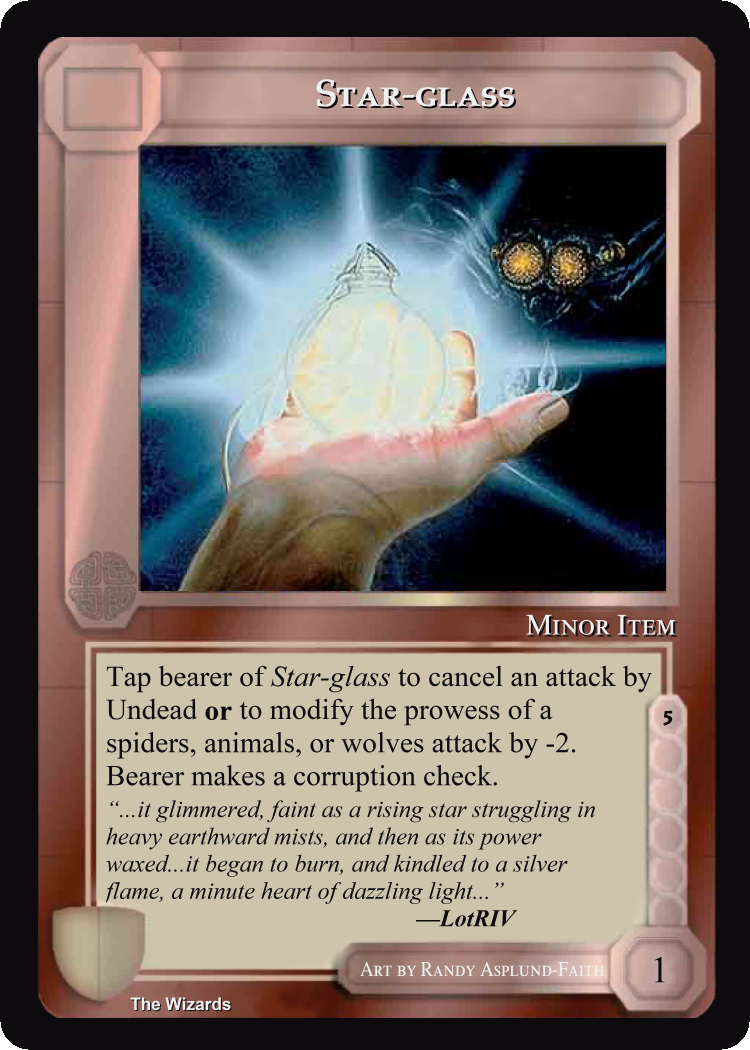 STAR-GLASS
MINOR ITEM
Tap bearer of Star-glass to cancel an attack by
Undead or to modify the prowess of a
spiders, animals, or wolves attack by -2.
Bearer makes a corruption check.
“...it glimmered, faint as a rising star struggling in
heavy earthward mists, and then as its power
waxed...it began to burn, and kindled to a silver
flame, a minute heart of dazzling light...”
—LotRIV
5
ART BY RANDY ASPLUND-FAITH
1
The Wizards